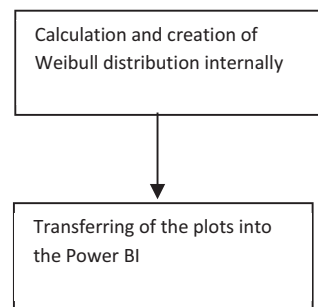 Calculation and creation of
Weibull distribution internally
Transferring of the plots into
the Power BI